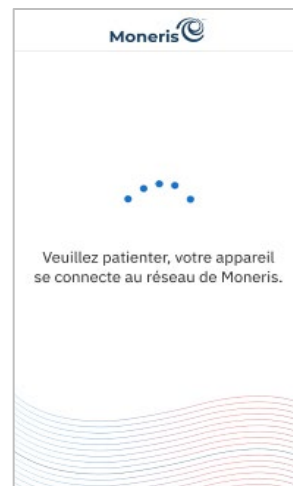 Moneris
Veuillez patienter, votre appareil
se connecte au réseau de Moneris.